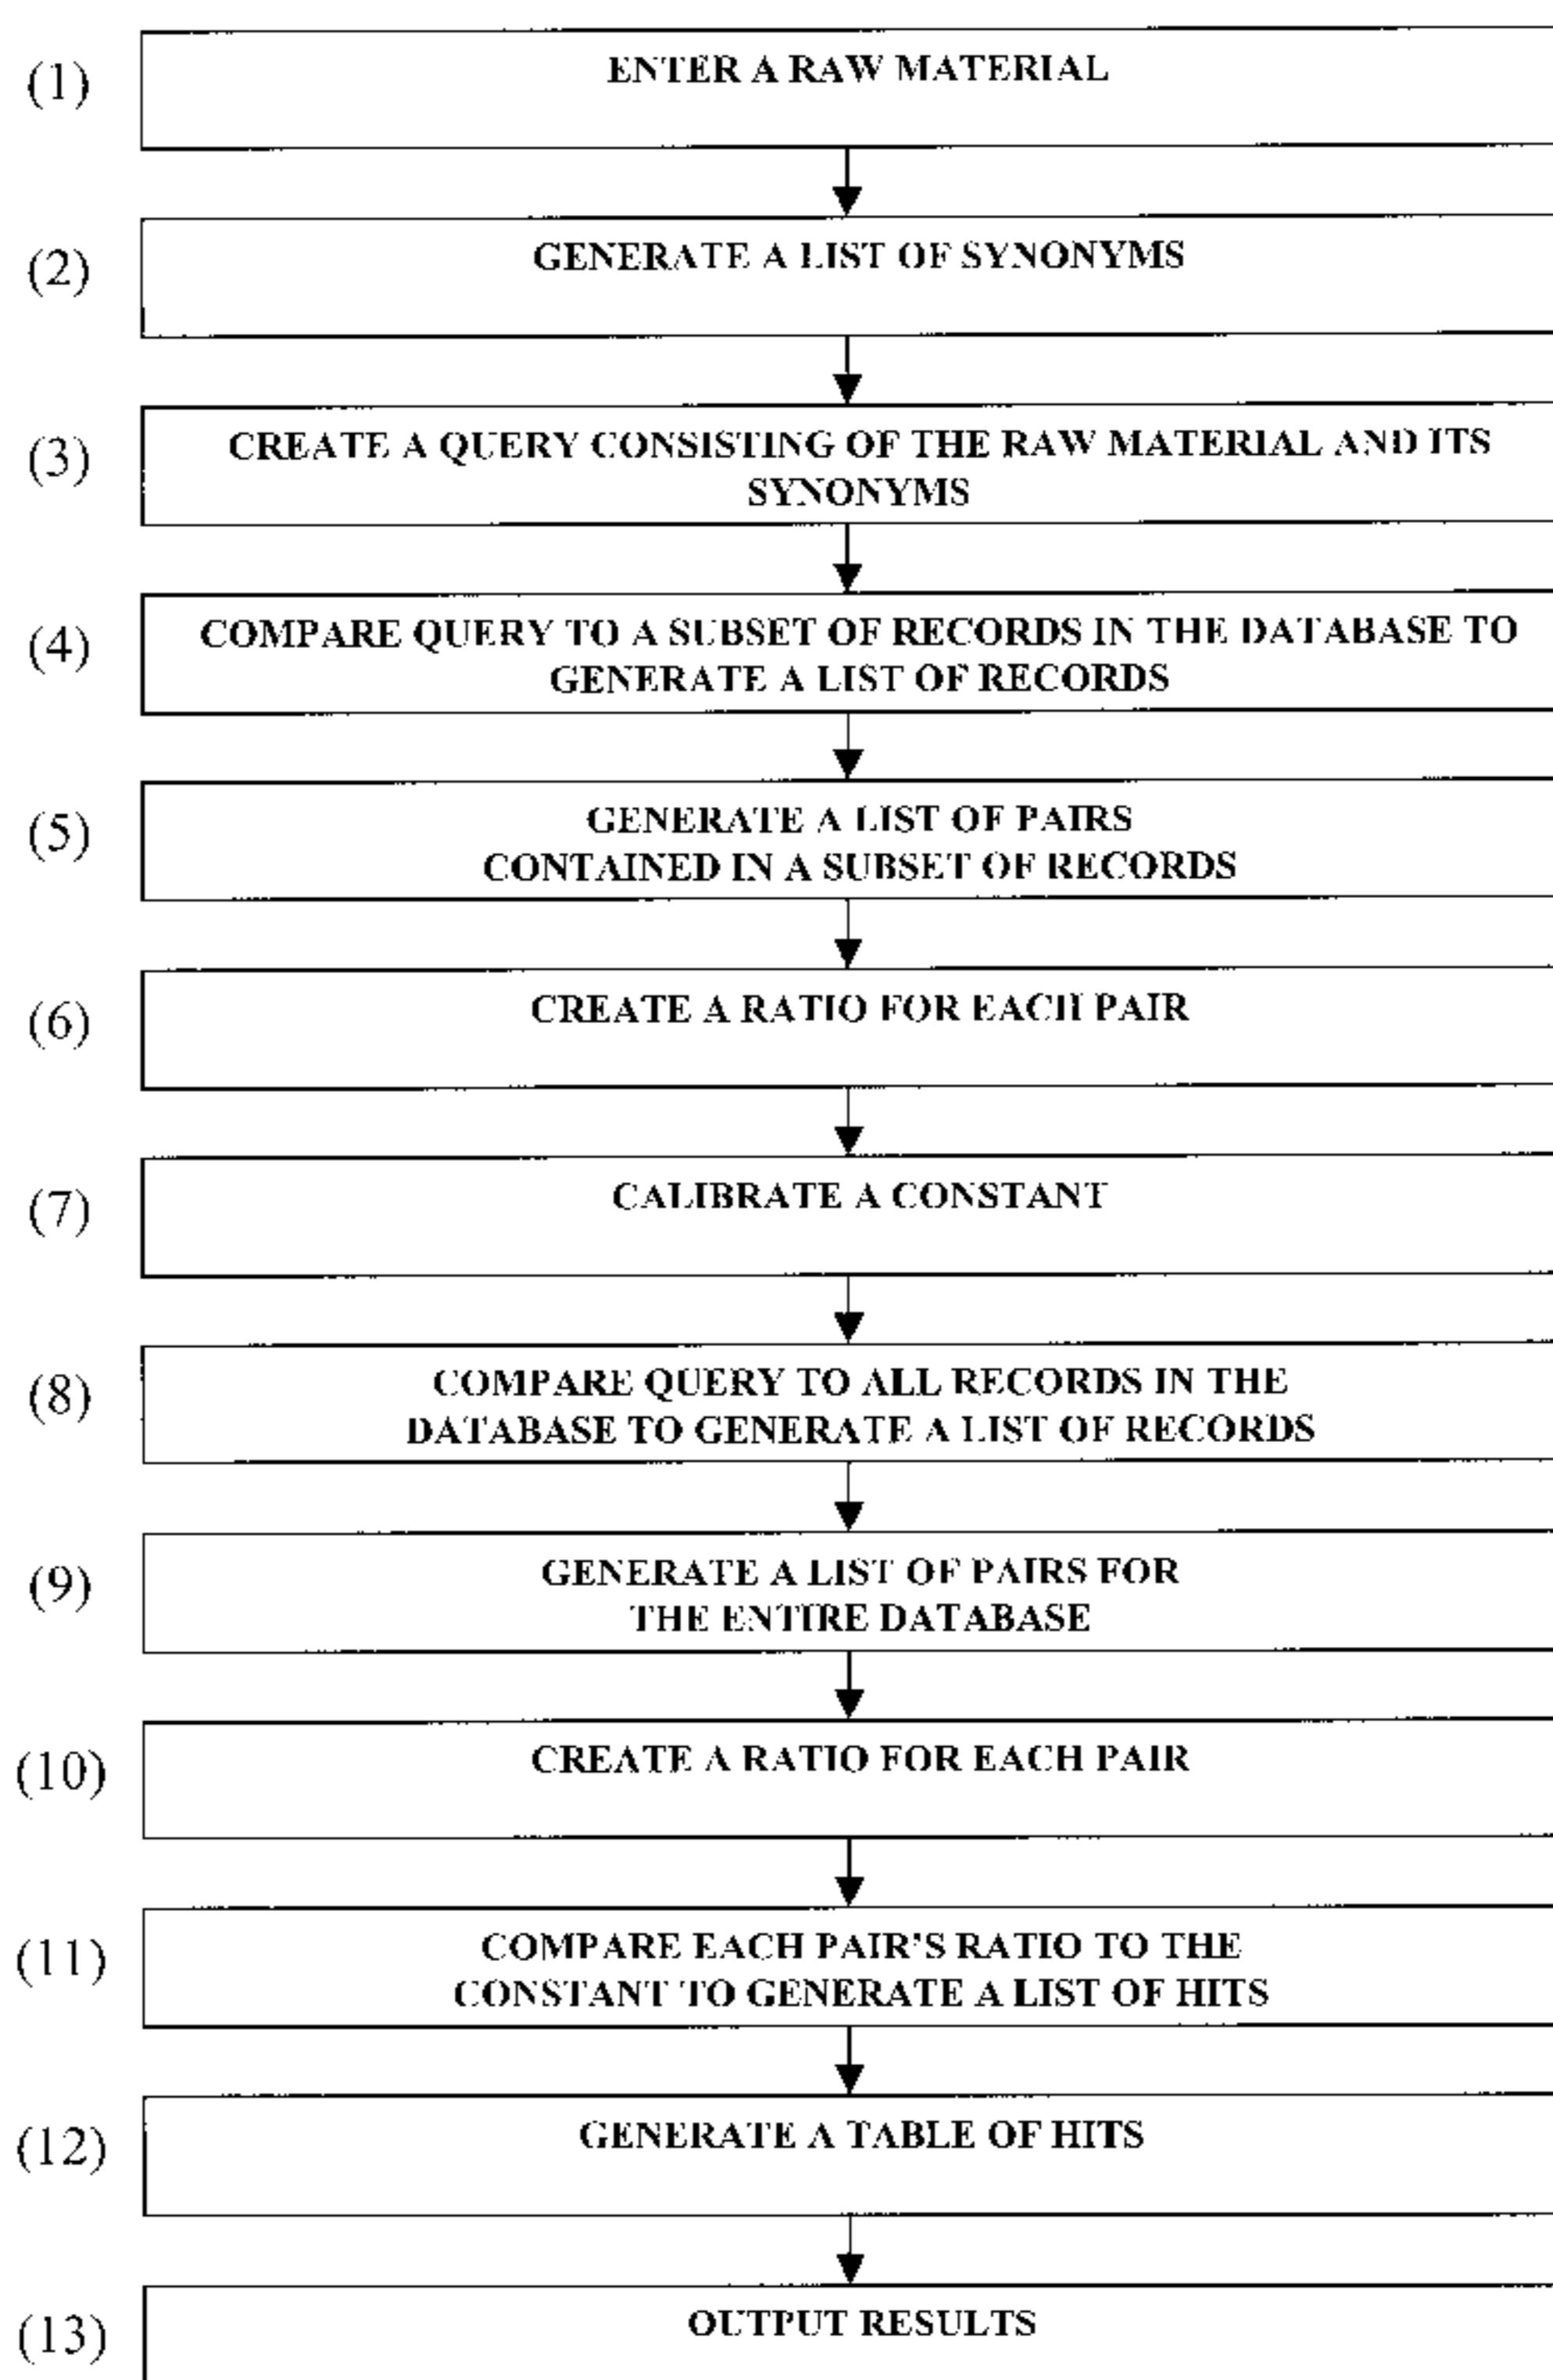 (1) ENTER A RAW MATERIAL
(2) GENERATE A LIST OF SYNONYMS
(3) CREATE A QUERY CONSISTING OF THE RAW MATERIAL AND ITS
SYNONYMS
(4) COMPARE QUERY TO A SUBSET OF RECORDS IN THE DATABASE TO
GENERATE A LIST OF RECORDS
(5) GENERATE A LIST OF PAIRS
CONTAINED IN A SUBSET OF RECORDS
(6) CREATE A RATIO FOR EACH PAIR
(7) CALIBRATE A CONSTANT
(8) COMPARE QUERY TO ALL RECORDS IN THE
DATABASE TO GENERATE A LIST OF RECORDS
(9) GENERATE A LIST OF PAIRS FOR
THE ENTIRE DATABASE
(10) CREATE A RATIO FOR EACH PAIR
(11) COMPARE EACH PAIR'S RATIO TO THE
CONSTANT TO GENERATE A LIST OF HITS
(12) GENERATE A TABLE OF HITS
(13) OUTPUT RESULTS